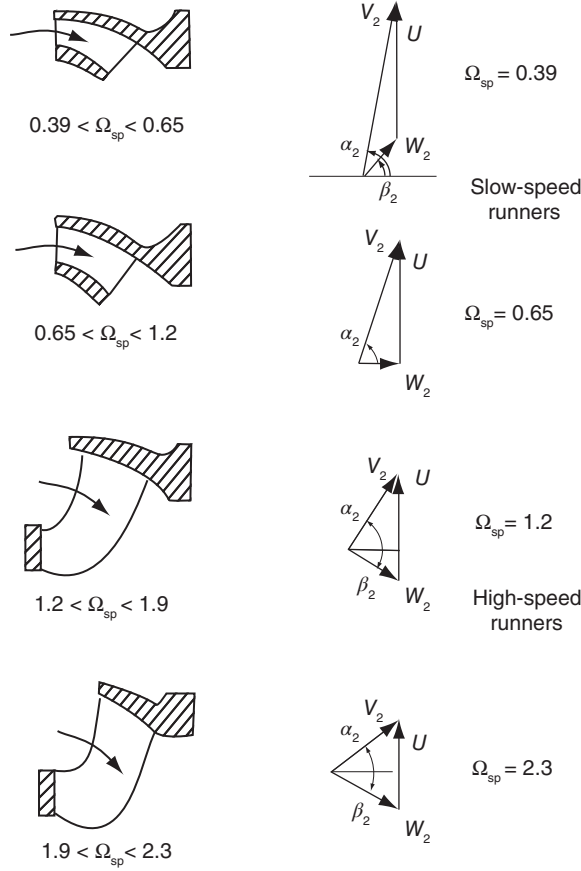 V₂
U
Ωsp = 0.39
α₂
W₂
β₂
0.39 < Ωsp < 0.65
Slow-speed
runners
V₂
U
Ωsp = 0.65
α₂
W₂
0.65 < Ωsp < 1.2
V₂
U
α₂
Ωsp = 1.2
β₂
W₂
1.2 < Ωsp < 1.9
High-speed
runners
V₂
α₂
U
Ωsp = 2.3
β₂
W₂
1.9 < Ωsp < 2.3